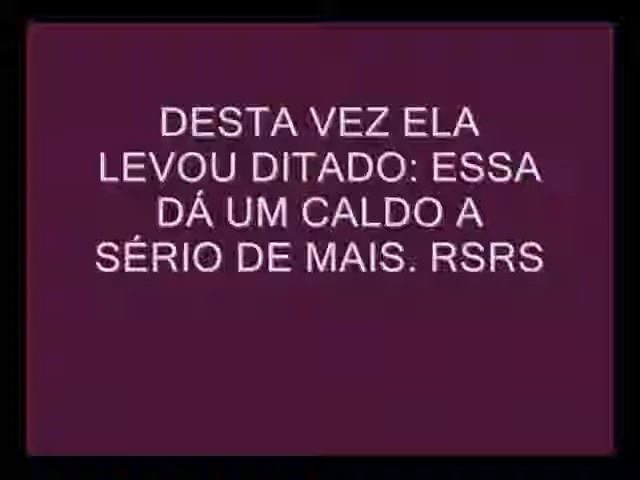 DESTA VEZ ELA
LEVOU DITADO: ESSA
DÁ UM CALDO A
SÉRIO DE MAIS. RSRS